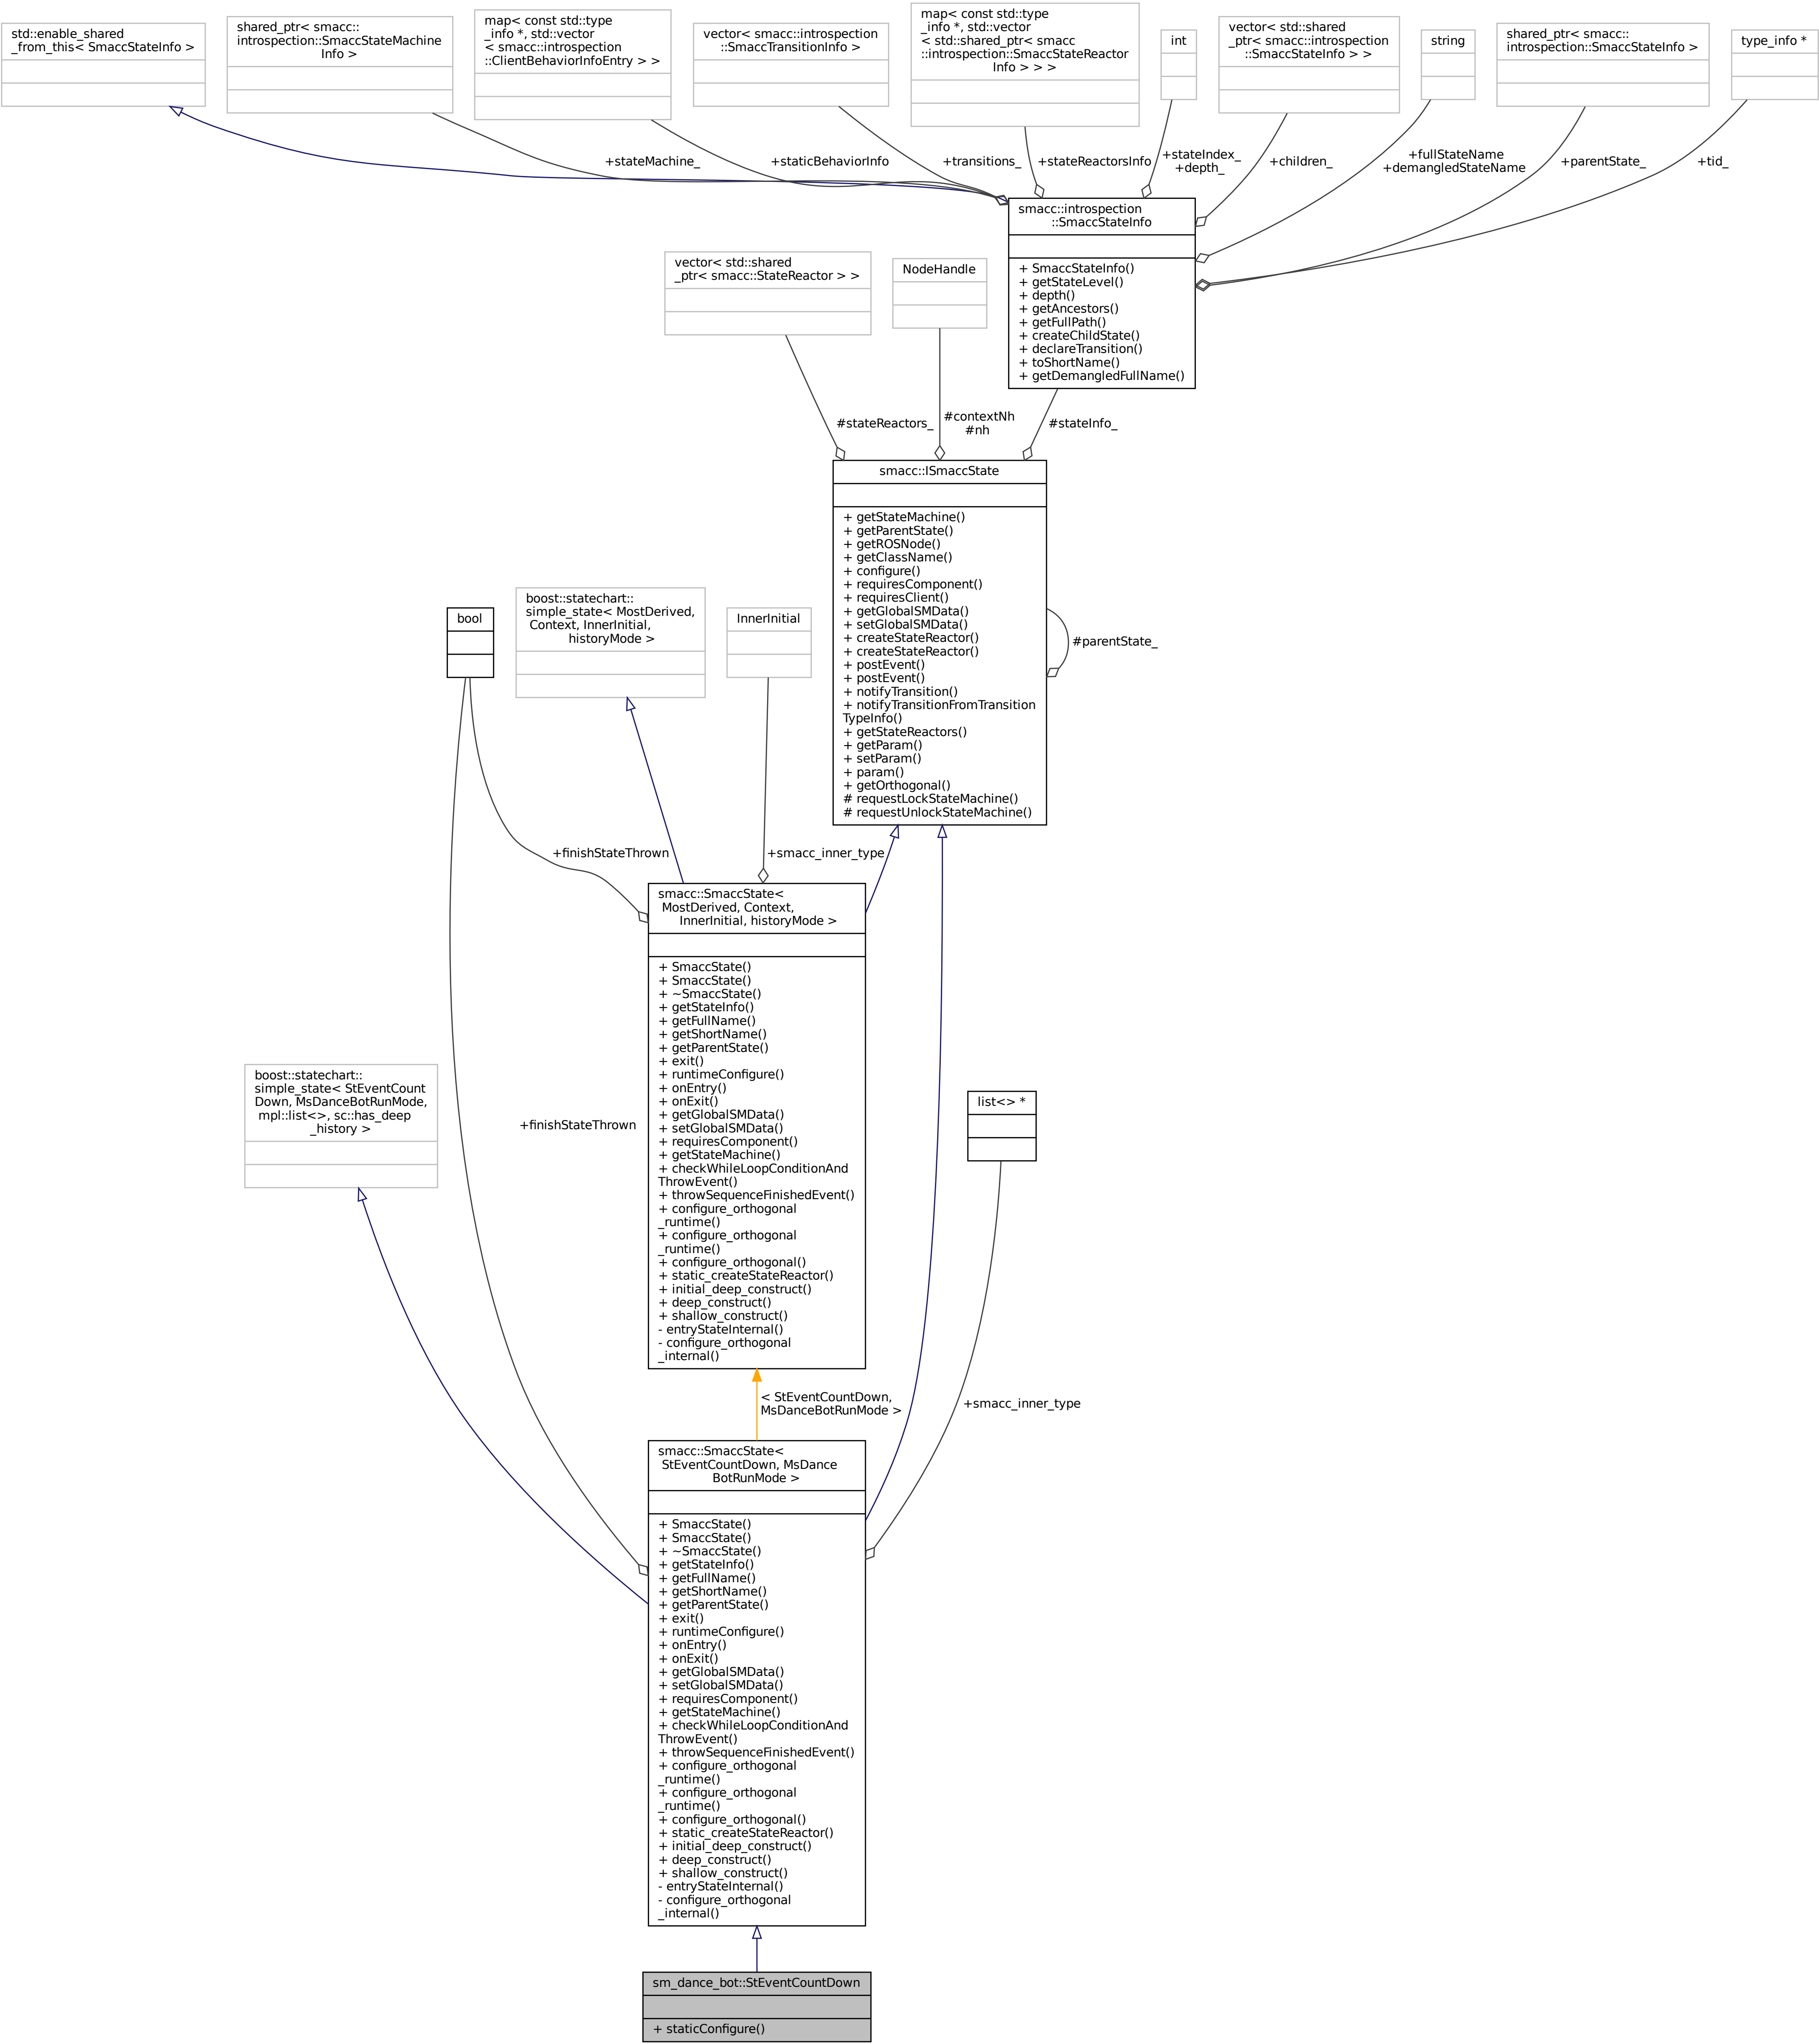 std::enable_shared
_from_this< SmaccStateInfo >
shared_ptr< smacc::
introspection::SmaccStateMachine
Info >
map< const std::type
_info *, std::vector
< smacc::introspection
::ClientBehaviorInfoEntry > >
vector< smacc::introspection
::SmaccTransitionInfo >
map< const std::type
_info *, std::vector
< std::shared_ptr< smacc
::introspection::SmaccStateReactor
Info > > >
int
vector< std::shared
_ptr< smacc::introspection
::SmaccStateInfo > >
string
shared_ptr< smacc::
introspection::SmaccStateInfo >
type_info *
+stateMachine_
+staticBehaviorInfo
+transitions_
+stateReactorsInfo
+stateIndex_
+depth_
+children_
+fullStateName
+demangledStateName
+parentState_
+tid_
smacc::introspection
::SmaccStateInfo
+ SmaccStateInfo()
+ getStateLevel()
+ depth()
+ getAncestors()
+ getFullPath()
+ createChildState()
+ declareTransition()
+ toShortName()
+ getDemangledFullName()
vector< std::shared
_ptr< smacc::StateReactor > >
NodeHandle
#stateReactors_
#contextNh
#nh
#stateInfo_
smacc::ISmaccState
+ getStateMachine()
+ getParentState()
+ getROSNode()
+ getClassName()
+ configure()
+ requiresComponent()
+ requiresClient()
+ getGlobalSMData()
+ setGlobalSMData()
+ createStateReactor()
+ createStateReactor()
+ postEvent()
+ postEvent()
+ notifyTransition()
+ notifyTransitionFromTransition
TypeInfo()
+ getStateReactors()
+ getParam()
+ setParam()
+ param()
+ getOrthogonal()
# requestLockStateMachine()
# requestUnlockStateMachine()
#parentState_
bool
boost::statechart::
simple_state< MostDerived,
Context, InnerInitial,
historyMode >
InnerInitial
+finishStateThrown
+smacc_inner_type
smacc::SmaccState<
MostDerived, Context,
InnerInitial, historyMode >
+ SmaccState()
+ SmaccState()
+ ~SmaccState()
+ getStateInfo()
+ getFullName()
+ getShortName()
+ getParentState()
+ exit()
+ runtimeConfigure()
+ onEntry()
+ onExit()
+ getGlobalSMData()
+ setGlobalSMData()
+ requiresComponent()
+ getStateMachine()
+ checkWhileLoopConditionAnd
ThrowEvent()
+ throwSequenceFinishedEvent()
+ configure_orthogonal
_runtime()
+ configure_orthogonal
_runtime()
+ configure_orthogonal()
+ static_createStateReactor()
+ initial_deep_construct()
+ deep_construct()
+ shallow_construct()
- entryStateInternal()
- configure_orthogonal
_internal()
boost::statechart::
simple_state< StEventCount
Down, MsDanceBotRunMode,
mpl::list<>, sc::has_deep
_history >
+finishStateThrown
list<> *
< StEventCountDown,
MsDanceBotRunMode >
+smacc_inner_type
smacc::SmaccState<
StEventCountDown, MsDance
BotRunMode >
+ SmaccState()
+ SmaccState()
+ ~SmaccState()
+ getStateInfo()
+ getFullName()
+ getShortName()
+ getParentState()
+ exit()
+ runtimeConfigure()
+ onEntry()
+ onExit()
+ getGlobalSMData()
+ setGlobalSMData()
+ requiresComponent()
+ getStateMachine()
+ checkWhileLoopConditionAnd
ThrowEvent()
+ throwSequenceFinishedEvent()
+ configure_orthogonal
_runtime()
+ configure_orthogonal
_runtime()
+ configure_orthogonal()
+ static_createStateReactor()
+ initial_deep_construct()
+ deep_construct()
+ shallow_construct()
- entryStateInternal()
- configure_orthogonal
_internal()
sm_dance_bot::StEventCountDown
+ staticConfigure()